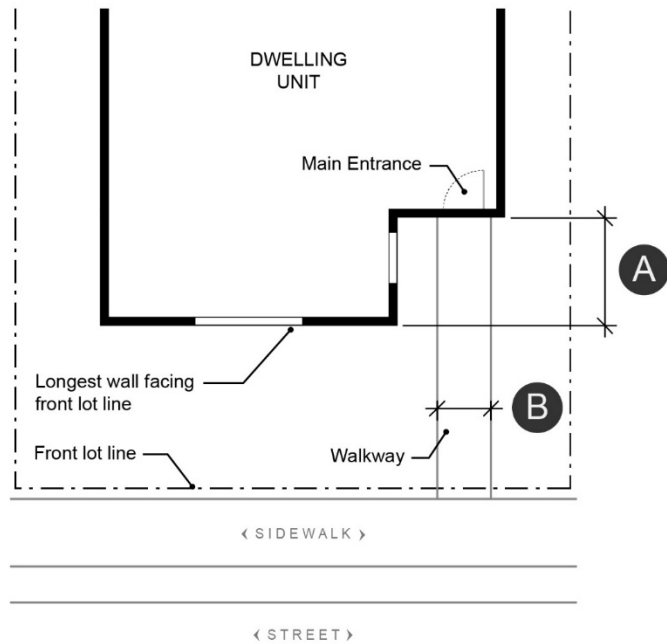 DWELLING
UNIT
Main Entrance
A
Longest wall facing
front lot line
B
Front lot line
Walkway
‹ SIDEWALK ›
‹ STREET ›